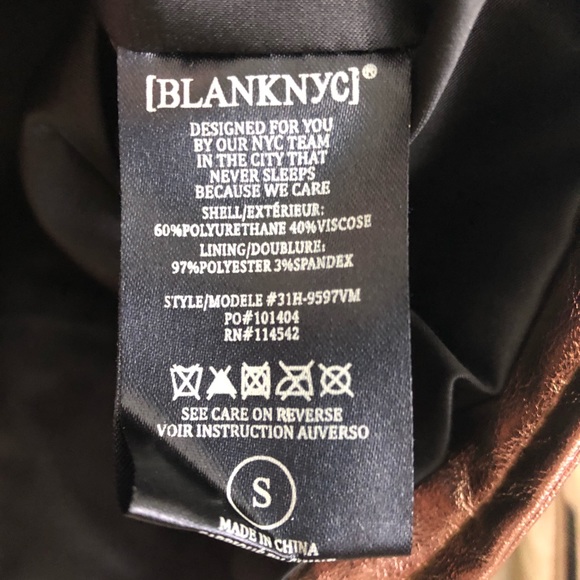 [BLANKNYC]®
DESIGNED FOR YOU
BY OUR NYC TEAM
IN THE CITY THAT
NEVER SLEEPS
BECAUSE WE CARE
SHELL/EXTÉRIEUR:
60%POLYURETHANE 40%VISCOSE
LINING/DOUBLURE:
97%POLYESTER 3%SPANDEX
STYLE/MODELE #31H-9597VM
PO#101404
RN#114542
SEE CARE ON REVERSE
VOIR INSTRUCTION AUVERSO
S
MADE IN CHINA